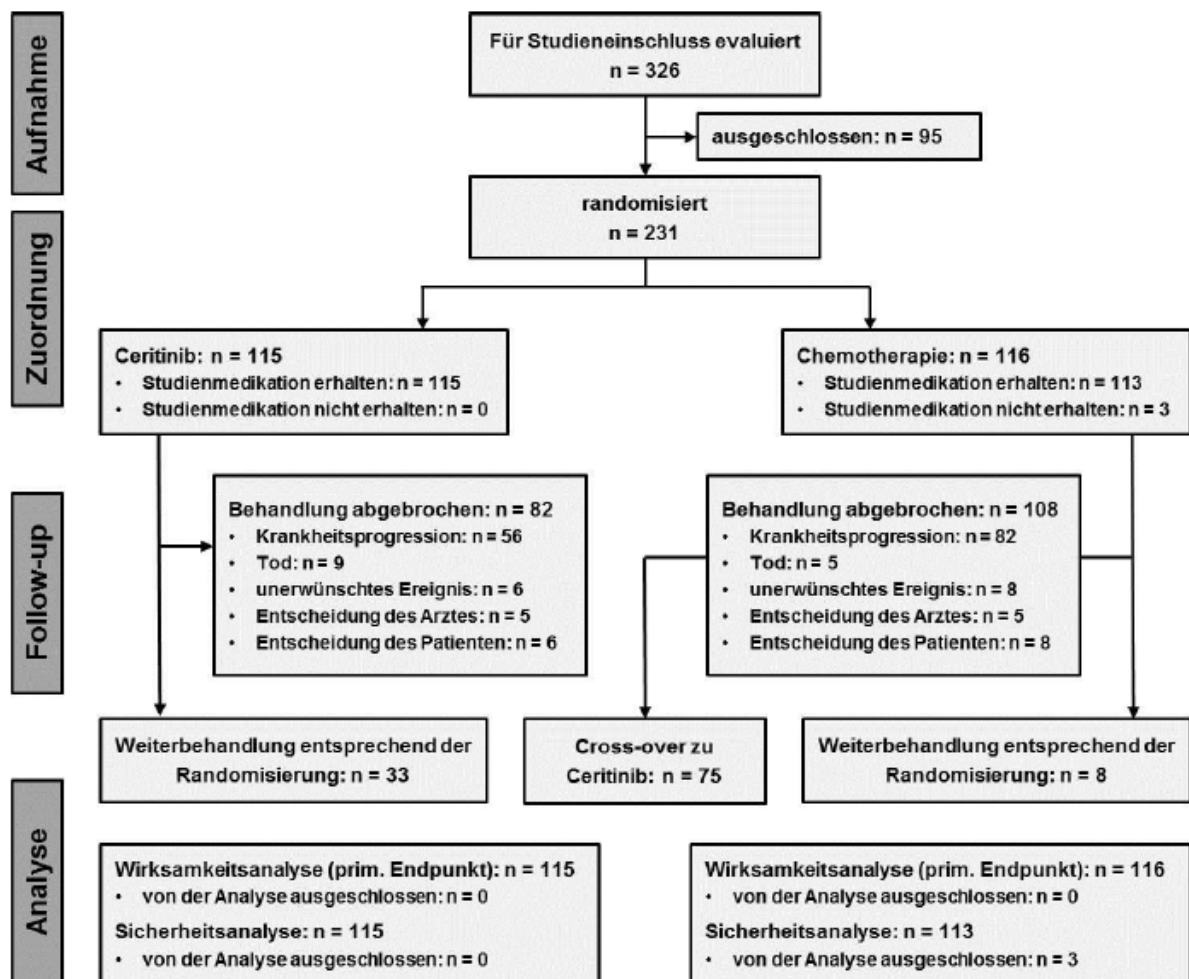 Aufnahme
Für Studieneinschluss evaluiert
n = 326
ausgeschlossen: n = 95
randomisiert
n = 231
Zuordnung
Ceritinib: n = 115
• Studienmedikation erhalten: n = 115
• Studienmedikation nicht erhalten: n = 0
Chemotherapie: n = 116
• Studienmedikation erhalten: n = 113
• Studienmedikation nicht erhalten: n = 3
Follow-up
Behandlung abgebrochen: n = 82
• Krankheitsprogression: n = 56
• Tod: n = 9
• unerwünschtes Ereignis: n = 6
• Entscheidung des Arztes: n = 5
• Entscheidung des Patienten: n = 6
Behandlung abgebrochen: n = 108
• Krankheitsprogression: n = 82
• Tod: n = 5
• unerwünschtes Ereignis: n = 8
• Entscheidung des Arztes: n = 5
• Entscheidung des Patienten: n = 8
Weiterbehandlung entsprechend der
Randomisierung: n = 33
Cross-over zu
Ceritinib: n = 75
Weiterbehandlung entsprechend der
Randomisierung: n = 8
Analyse
Wirksamkeitsanalyse (prim. Endpunkt): n = 115
• von der Analyse ausgeschlossen: n = 0
Sicherheitsanalyse: n = 115
• von der Analyse ausgeschlossen: n = 0
Wirksamkeitsanalyse (prim. Endpunkt): n = 116
• von der Analyse ausgeschlossen: n = 0
Sicherheitsanalyse: n = 113
• von der Analyse ausgeschlossen: n = 3